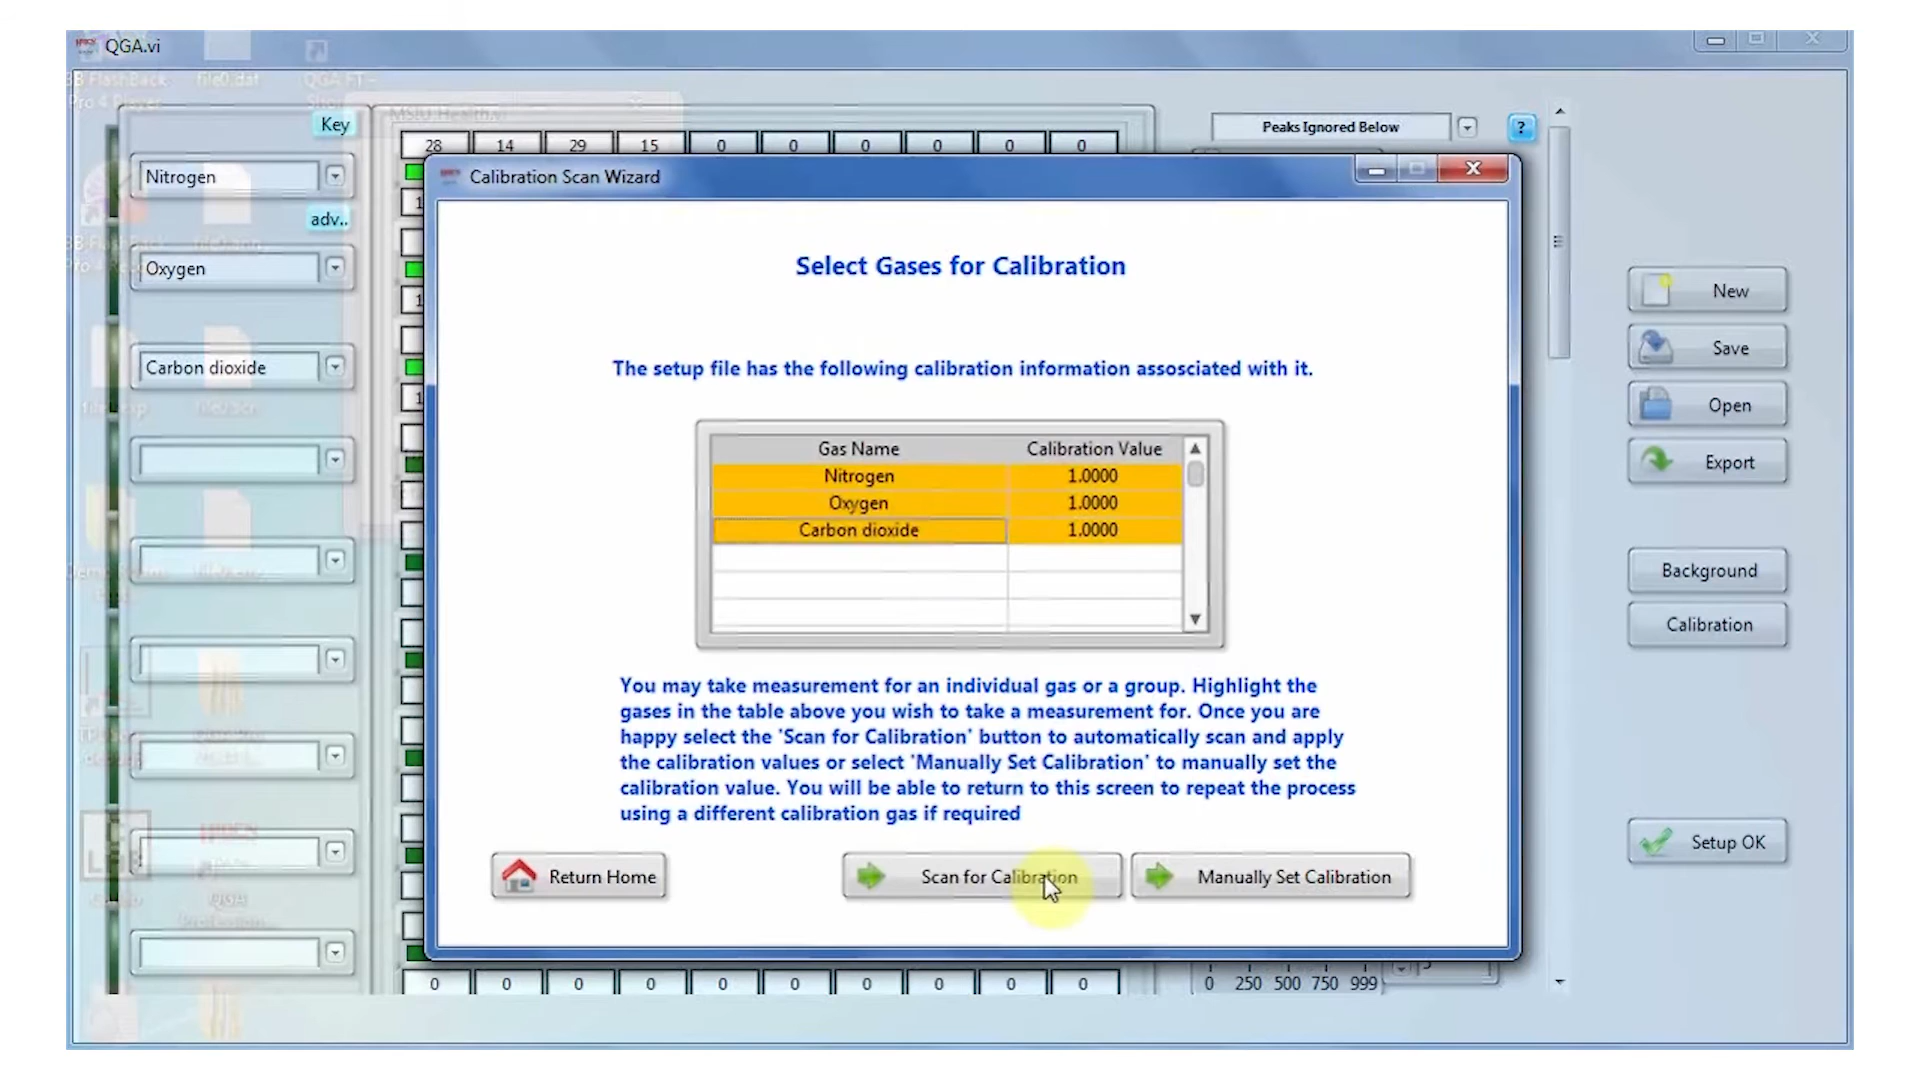 QGA.vi
Key
Nitrogen
adv..
Oxygen
Carbon dioxide
MSIU Health.vi
28 14 29 15 0 0 0 0 0 0
Peaks Ignored Below
?
Calibration Scan Wizard
Select Gases for Calibration
The setup file has the following calibration information assosciated with it.
Gas Name Calibration Value
Nitrogen 1.0000
Oxygen 1.0000
Carbon dioxide 1.0000
You may take measurement for an individual gas or a group. Highlight the
gases in the table above you wish to take a measurement for. Once you are
happy select the 'Scan for Calibration' button to automatically scan and apply
the calibration values or select 'Manually Set Calibration' to manually set the
calibration value. You will be able to return to this screen to repeat the process
using a different calibration gas if required
Return Home
Scan for Calibration
Manually Set Calibration
0 0 0 0 0 0 0 0 0 0
0 250 500 750 999
New
Save
Open
Export
Background
Calibration
Setup OK